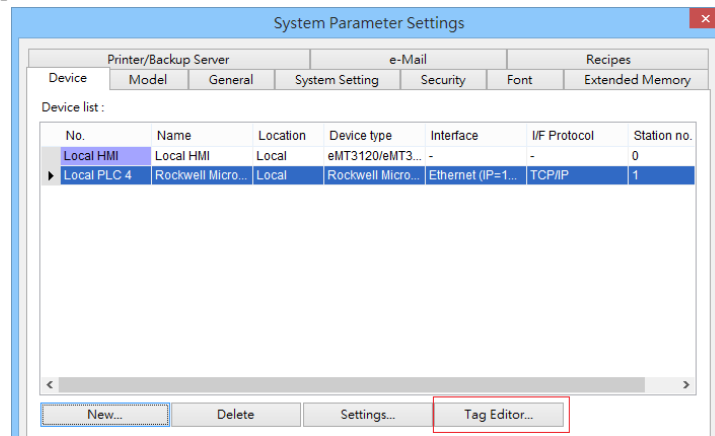 System Parameter Settings
Printer/Backup Server e-Mail Recipes
Device Model General System Setting Security Font Extended Memory
Device list :
No. Name Location Device type Interface I/F Protocol Station no.
Local HMI Local HMI Local eMT3120/eMT3... - - 0
Local PLC 4 Rockwell Micro... Local Rockwell Micro... Ethernet (IP=1... TCP/IP 1
New... Delete Settings... Tag Editor...